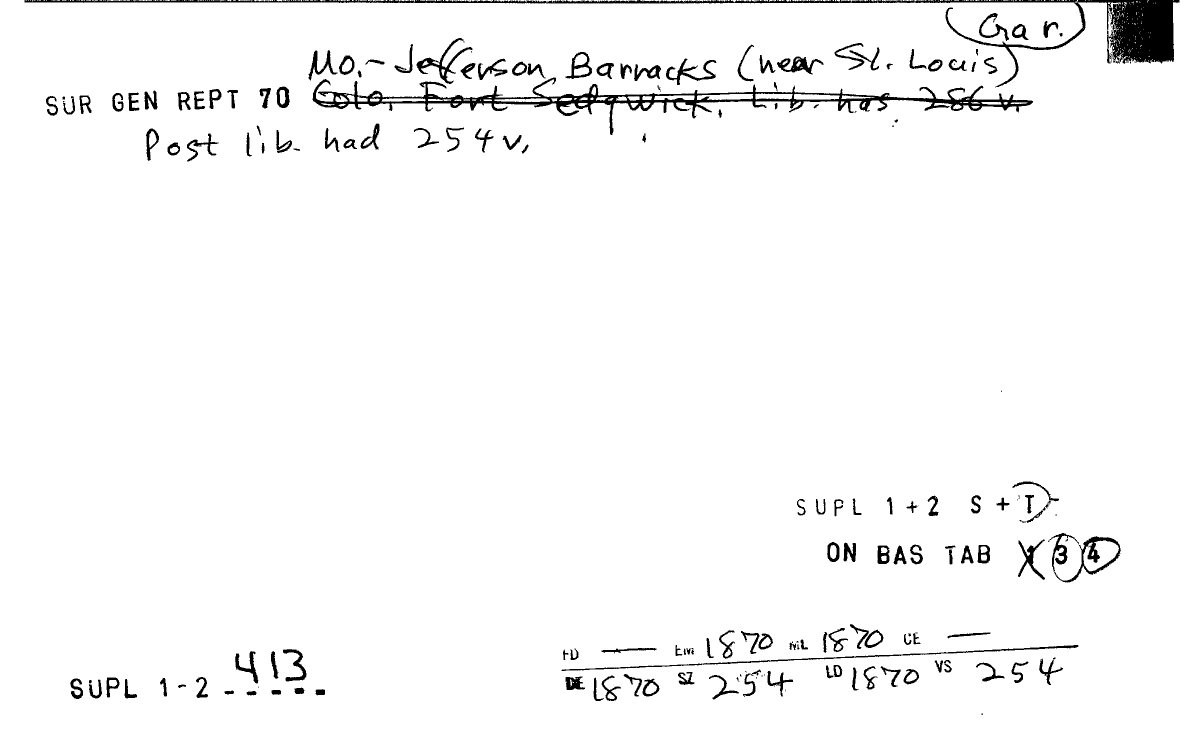 Gar.
Mo.- Jefferson Barracks (near St. Louis)
SUR GEN REPT 70 Colo. Fort Sedgwick. Lib. has 286 v.
Post lib. had 254 v.
SUPL 1+2 S+T
ON BAS TAB 3 4
FD — EM 1870 ML 1870 CE —
SUPL 1-2 413
DE 1870 SZ 254 LD 1870 VS 254